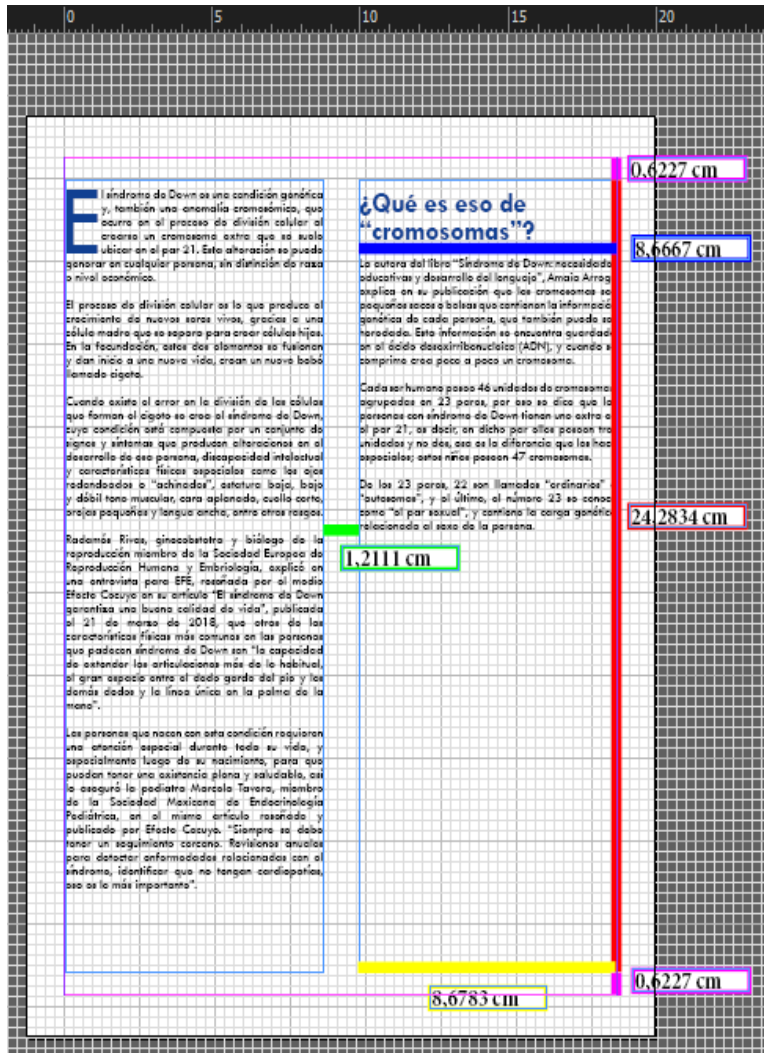 0 5 10 15 20
El síndrome de Down es una condición genética
y, también una anomalía cromosómica, que
ocurre en el proceso de división celular al
crearse un cromosoma extra que se suele
ubicar en el par 21. Esta alteración se puede
generar en cualquier persona, sin distinción de raza
o nivel económico.
El proceso de división celular es lo que produce el
crecimiento de nuevos seres vivos, gracias a una
célula madre que se separa para crear células hijas.
En la fecundación, estos dos elementos se fusionan
y dan inicio a una nueva vida, crean un nuevo bebé
llamado cigoto.
Cuando existe el error en la división de las células
que forman el cigoto se crea el síndrome de Down,
cuya condición está compuesta por un conjunto de
signos y síntomas que producen alteraciones en el
desarrollo de esa persona, discapacidad intelectual
y características físicas especiales como los ojos
redondeados o "achinados", estatura baja, bajo
y débil tono muscular, cara aplanada, cuello corto,
orejas pequeñas y lengua ancha, entre otros rasgos.
Radamés Rivas, ginecobstetra y biólogo de la
reproducción miembro de la Sociedad Europea de
Reproducción Humana y Embriología, explicó en
una entrevista para EFE, reseñada por el medio
Efecto Cocuyo en su artículo "El síndrome de Down
garantiza una buena calidad de vida", publicada
el 21 de marzo de 2018, que otras de las
características físicas más comunes en las personas
que padecen síndrome de Down son "la capacidad
de extender las articulaciones más de lo habitual,
el gran espacio entre el dedo gordo del pie y los
demás dedos y la línea única en la palma de la
mano".
Las personas que nacen con esta condición requieren
una atención especial durante toda su vida, y
especialmente luego de su nacimiento, para que
puedan tener una existencia plena y saludable, así
lo aseguró la pediatra Marcela Tavera, miembro
de la Sociedad Mexicana de Endocrinología
Pediátrica, en el mismo artículo reseñado y
publicado por Efecto Cocuyo. "Siempre se debe
tener un seguimiento cercano. Revisiones anuales
para detectar enfermedades relacionadas con el
síndrome, identificar que no tengan cardiopatías,
eso es lo más importante".
¿Qué es eso de
"cromosomas"?
La autora del libro "Síndrome de Down: necesidade
educativas y desarrollo del lenguaje", Amaia Arreg
explica en su publicación que los cromosomas so
pequeños sacos o bolsas que contienen la informació
genética de cada persona, que también puede se
heredada. Esta información se encuentra guardad
en el ácido desoxirribonucleico (ADN), y cuando s
comprime crea poco a poco un cromosoma.
Cada ser humano posee 46 unidades de cromosoma
agrupadas en 23 pares, por eso se dice que la
personas con síndrome de Down tienen uno extra e
el par 21, es decir, en dicho par ellos poseen tre
unidades y no dos, esa es la diferencia que los hac
especiales; estos niños poseen 47 cromosomas.
De los 23 pares, 22 son llamados "ordinarios"
"autosomas", y el último, el número 23 se conoc
como "el par sexual", y contiene la carga genétic
relacionada al sexo de la persona.
0,6227 cm
8,6667 cm
24,2834 cm
1,2111 cm
0,6227 cm
8,6783 cm